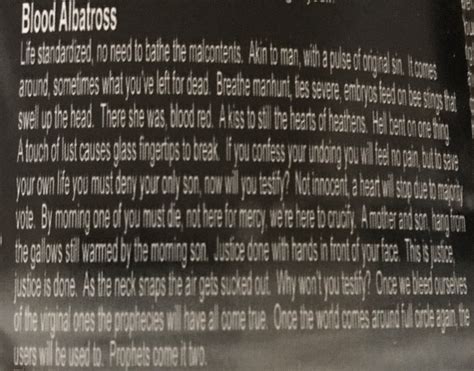 Blood Albatross
Life standardized, no need to bathe the malcontents. Akin to man, with a pulse of original sin. It comes
around, sometimes what you've left for dead. Breathe manhunt, ties severe, embryos feed on bee stings that
swell up the head. There she was, blood red. A kiss to still the hearts of heathens. Hell bent on one thing
A touch of lust causes glass fingertips to break. If you confess your undoing you will feel no pain, but to save
your own life you must deny your only son, now will you testify? Not innocent, a heart will stop due to majority
vote. By morning one of you must die, not here for mercy, we're here to crucify. A mother and son, hang from
the gallows still warmed by the morning son. Justice done with hands in front of your face. This is justice,
justice is done. As the neck snaps the air gets sucked out. Why won't you testify? Once we bleed ourselves
of the virginal ones the prophecies will have all come true. Once the world comes around full circle again, the
users will be used to. Prophets come it two.